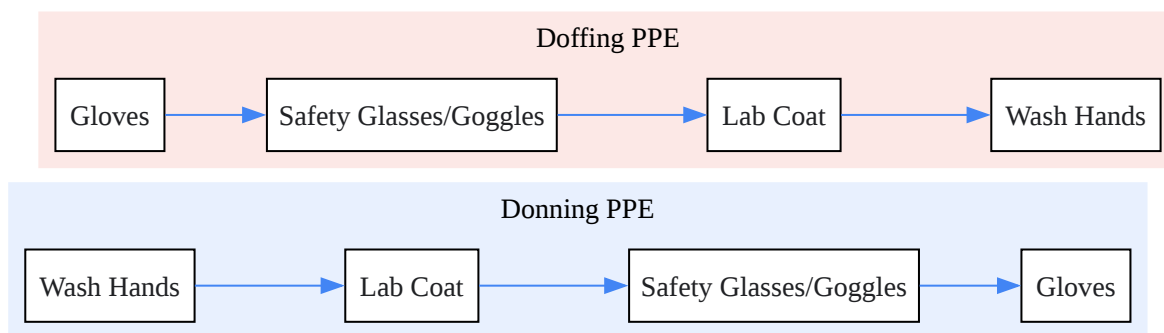 Doffing PPE
Gloves
Safety Glasses/Goggles
Lab Coat
Wash Hands
Donning PPE
Wash Hands
Lab Coat
Safety Glasses/Goggles
Gloves